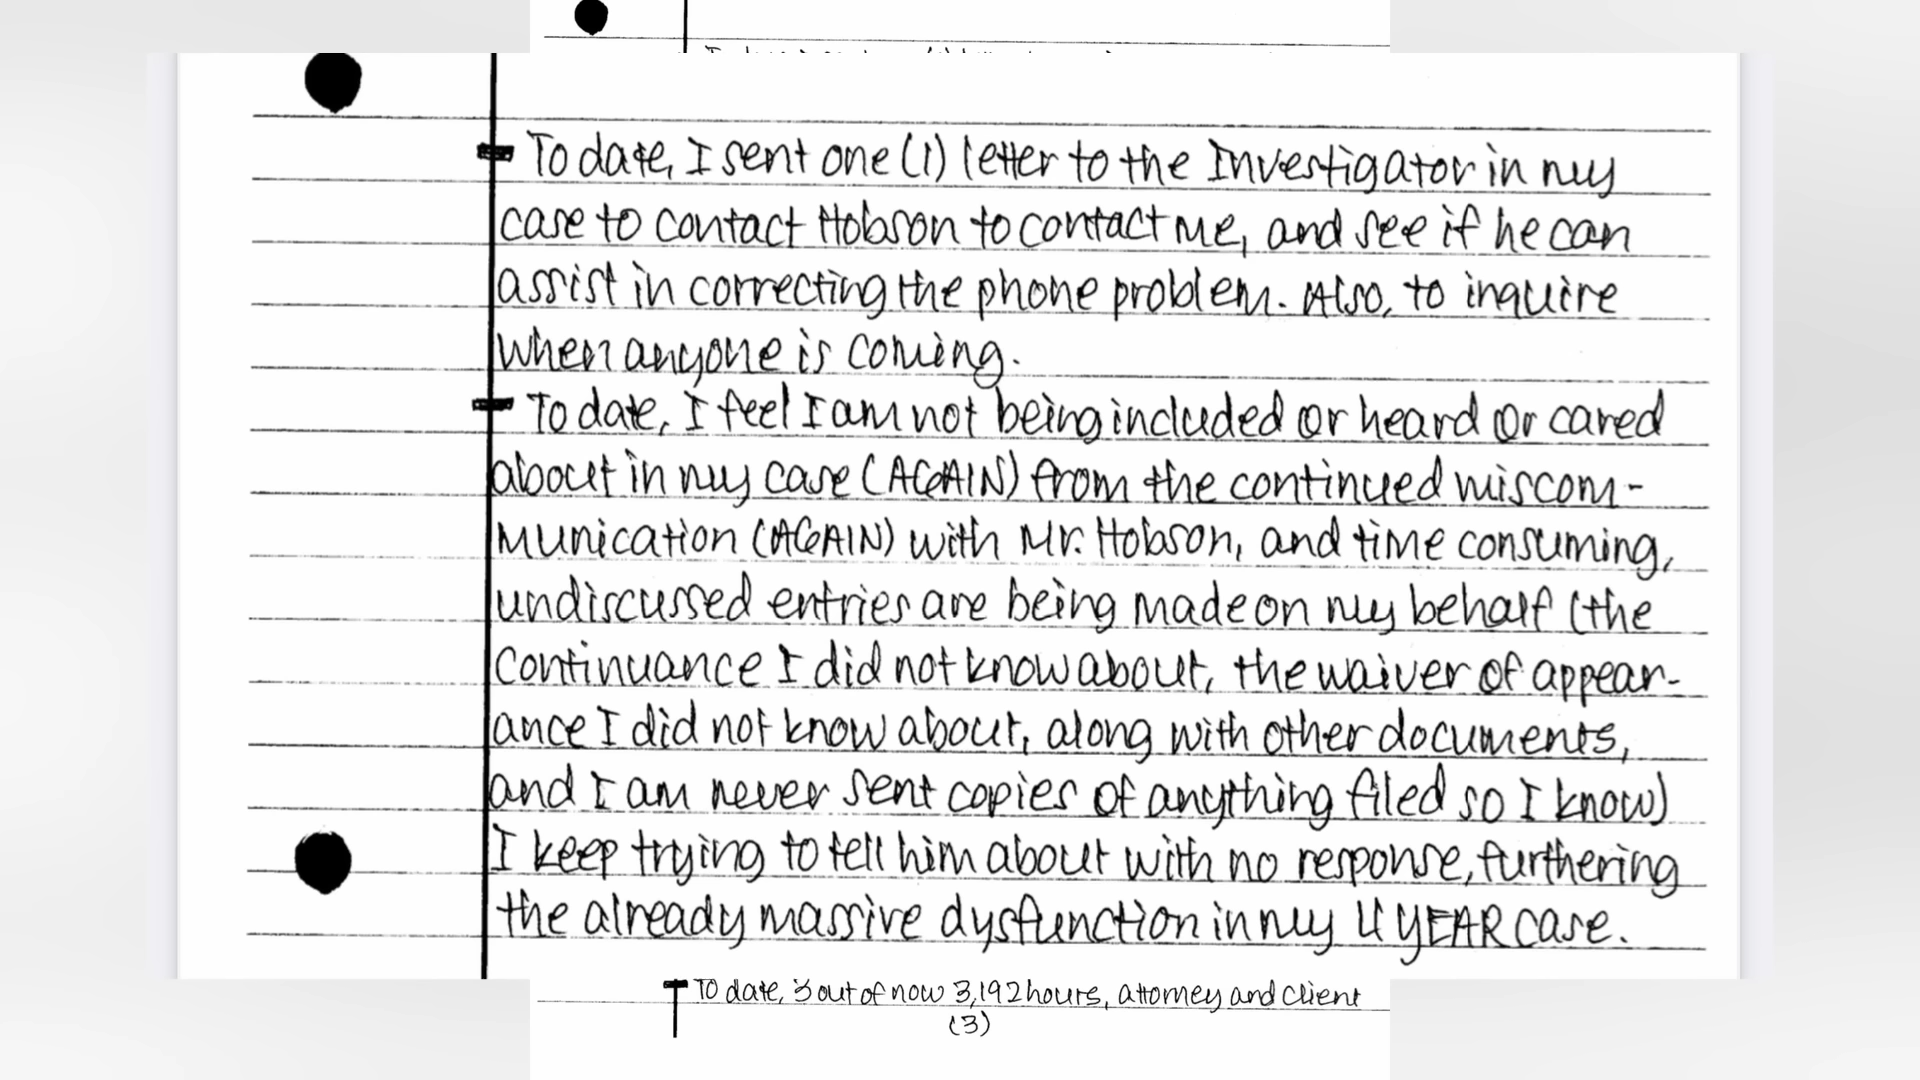 - To date, I sent one (1) letter to the Investigator in my
case to contact Hobson to contact me, and see if he can
assist in correcting the phone problem. Also, to inquire
when anyone is coming.
- To date, I feel I am not being included or heard or cared
about in my case (AGAIN) from the continued miscom-
munication (AGAIN) with Mr. Hobson, and time consuming,
undiscussed entries are being made on my behalf (the
continuance I did not know about, the waiver of appear-
ance I did not know about, along with other documents,
and I am never sent copies of anything filed so I know)
I keep trying to tell him about with no response, furthering
the already massive dysfunction in my 4 YEAR case.
- To date, 3 out of now 3,192 hours, attorney and client
(3)